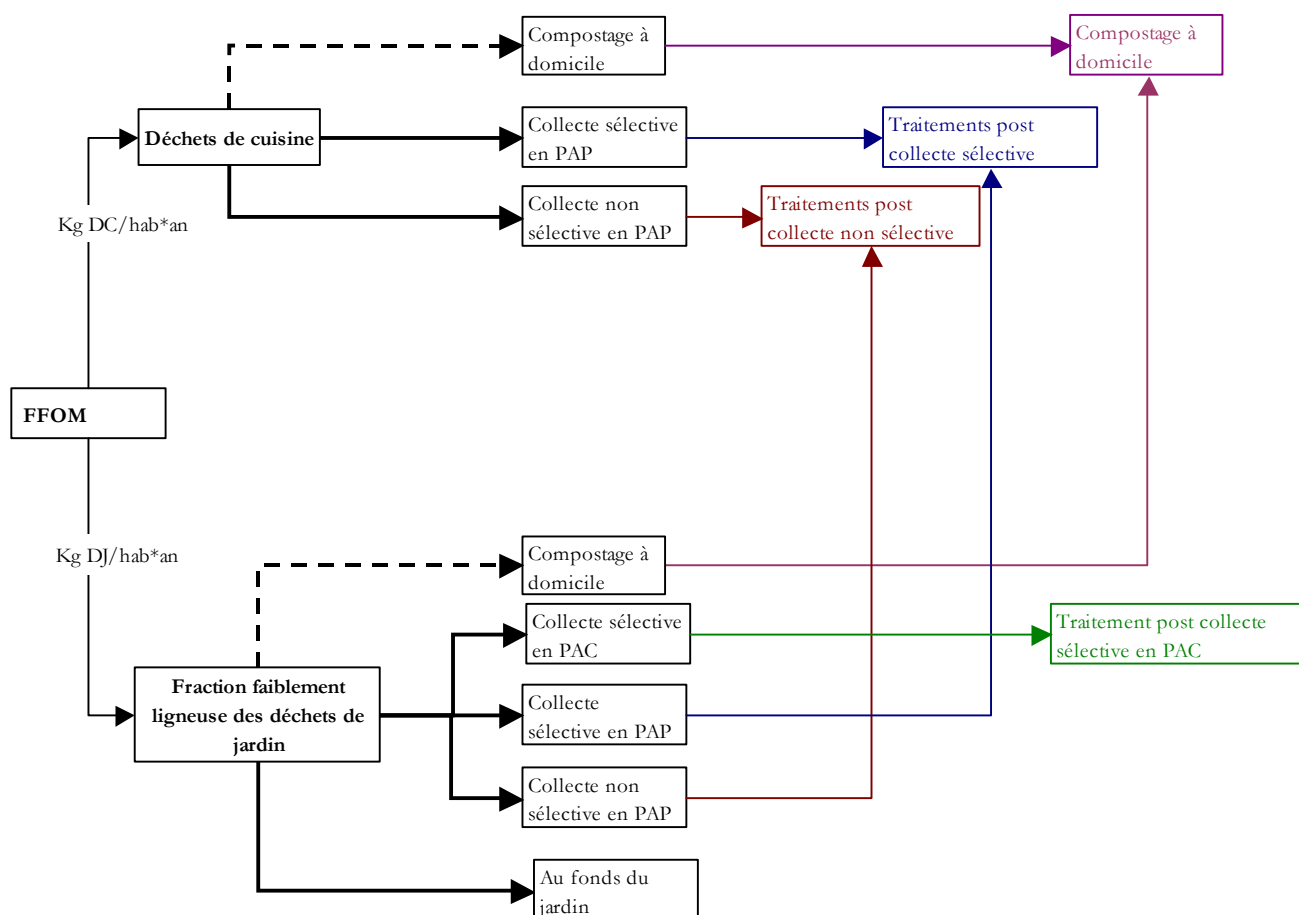 Compostage à
domicile
Compostage à
domicile
Déchets de cuisine
Collecte sélective
en PAP
Traitements post
collecte sélective
Collecte non
sélective en PAP
Traitements post
collecte non sélective
Kg DC/hab*an
FFOM
Kg DJ/hab*an
Compostage à
domicile
Collecte sélective
en PAC
Traitement post collecte
sélective en PAC
Fraction faiblement
ligneuse des déchets de
jardin
Collecte
sélective en PAP
Collecte non
sélective en PAP
Au fonds du
jardin